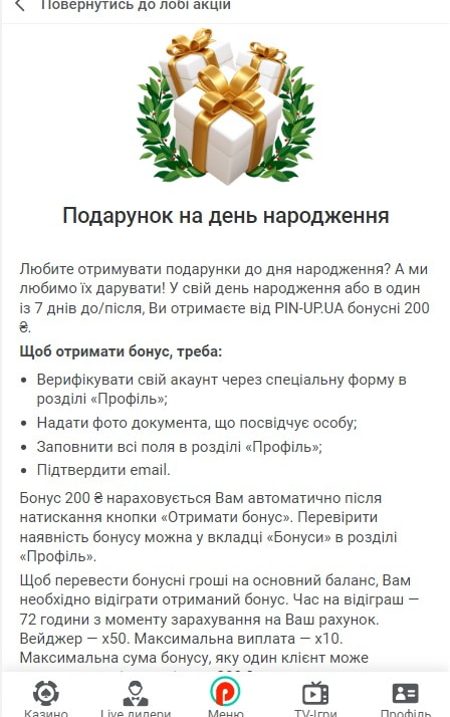 Повернутись до лобі акцій
Подарунок на день народження
Любите отримувати подарунки до дня народження? А ми
любимо їх дарувати! У свій день народження або в один
із 7 днів до/після, Ви отримаєте від PIN-UP.UA бонусні 200
₴.
Щоб отримати бонус, треба:
• Верифікувати свій акаунт через спеціальну форму в
розділі «Профіль»;
• Надати фото документа, що посвідчує особу;
• Заповнити всі поля в розділі «Профіль»;
• Підтвердити email.
Бонус 200 ₴ нараховується Вам автоматично після
натискання кнопки «Отримати бонус». Перевірити
наявність бонусу можна у вкладці «Бонуси» в розділі
«Профіль».
Щоб перевести бонусні гроші на основний баланс, Вам
необхідно відіграти отриманий бонус. Час на відіграш —
72 години з моменту зарахування на Ваш рахунок.
Вейджер — x50. Максимальна виплата — x10.
Максимальна сума бонусу, яку один клієнт може
Казино Live дилери Меню TV-Ігри Профіль